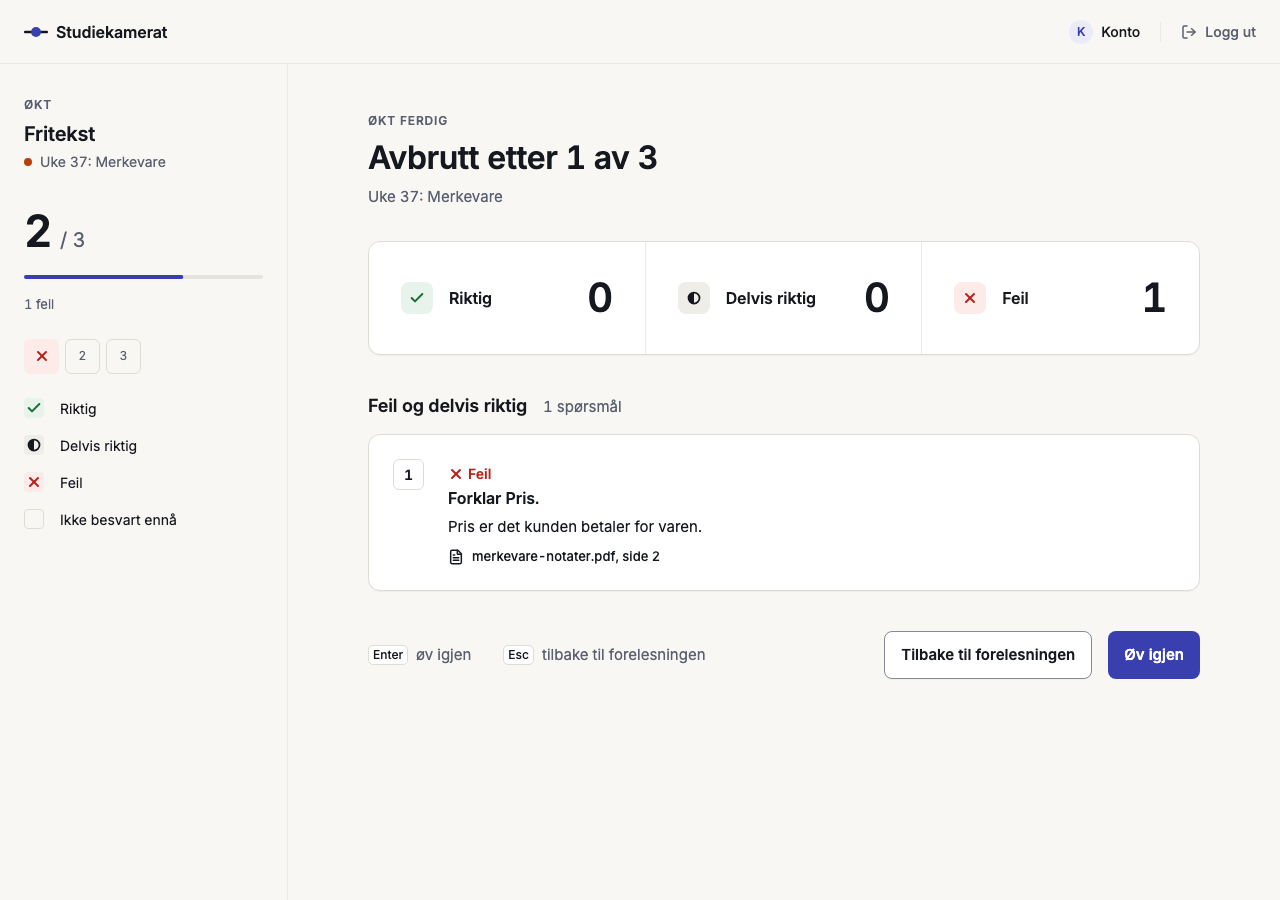 Studiekamerat
K Konto
Logg ut
ØKT
Fritekst
Uke 37: Merkevare
2 / 3
1 feil
2 3
Riktig
Delvis riktig
Feil
Ikke besvart ennå
ØKT FERDIG
Avbrutt etter 1 av 3
Uke 37: Merkevare
Riktig 0
Delvis riktig 0
Feil 1
Feil og delvis riktig 1 spørsmål
1
Feil
Forklar Pris.
Pris er det kunden betaler for varen.
merkevare-notater.pdf, side 2
Enter øv igjen Esc tilbake til forelesningen
Tilbake til forelesningen
Øv igjen